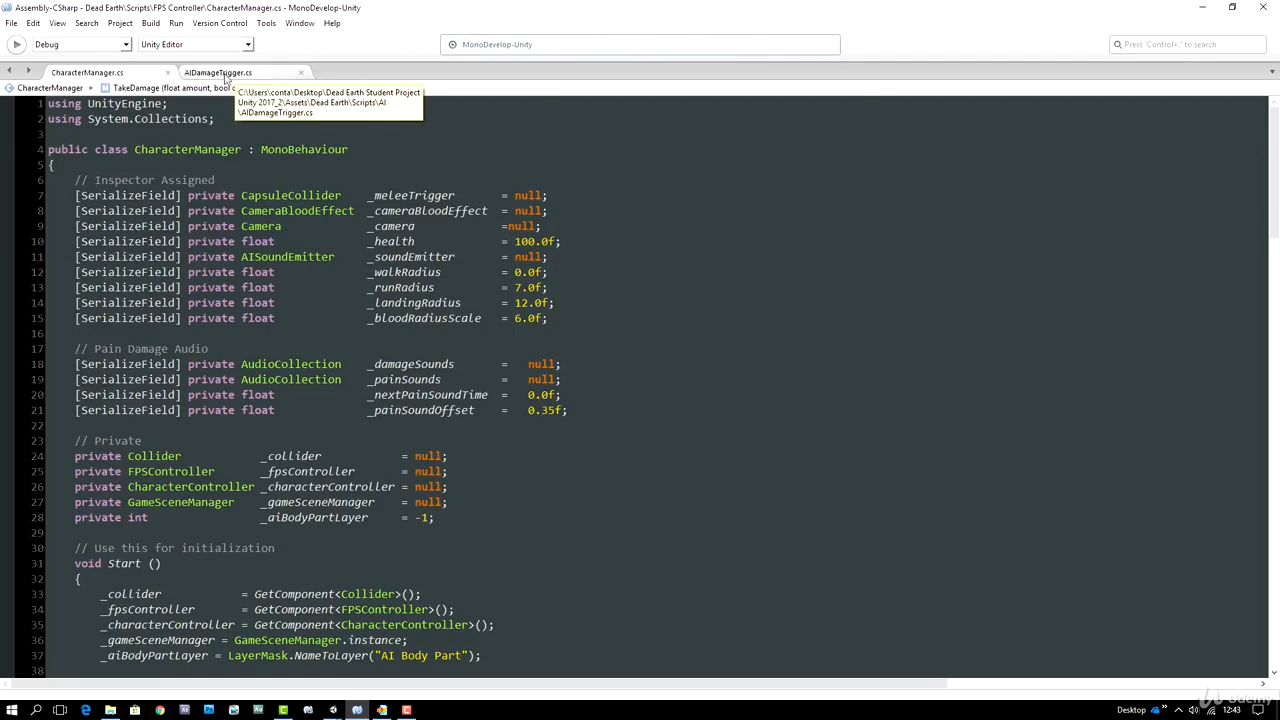 Assembly-CSharp - Dead Earth\Scripts\FPS Controller\CharacterManager.cs - MonoDevelop-Unity
File Edit View Search Project Build Run Version Control Tools Window Help
Debug Unity Editor MonoDevelop-Unity Press 'Control+,' to search
CharacterManager.cs AIDamageTrigger.cs
CharacterManager TakeDamage (float amount, bool
C:\Users\conta\Desktop\Dead Earth Student Project
Unity 2017_2\Assets\Dead Earth\Scripts\AI
\AIDamageTrigger.cs
1 using UnityEngine;
2 using System.Collections;
3
4 public class CharacterManager : MonoBehaviour
5 {
6 // Inspector Assigned
7 [SerializeField] private CapsuleCollider _meleeTrigger = null;
8 [SerializeField] private CameraBloodEffect _cameraBloodEffect = null;
9 [SerializeField] private Camera _camera =null;
10 [SerializeField] private float _health = 100.0f;
11 [SerializeField] private AISoundEmitter _soundEmitter = null;
12 [SerializeField] private float _walkRadius = 0.0f;
13 [SerializeField] private float _runRadius = 7.0f;
14 [SerializeField] private float _landingRadius = 12.0f;
15 [SerializeField] private float _bloodRadiusScale = 6.0f;
16
17 // Pain Damage Audio
18 [SerializeField] private AudioCollection _damageSounds = null;
19 [SerializeField] private AudioCollection _painSounds = null;
20 [SerializeField] private float _nextPainSoundTime = 0.0f;
21 [SerializeField] private float _painSoundOffset = 0.35f;
22
23 // Private
24 private Collider _collider = null;
25 private FPSController _fpsController = null;
26 private CharacterController _characterController = null;
27 private GameSceneManager _gameSceneManager = null;
28 private int _aiBodyPartLayer = -1;
29
30 // Use this for initialization
31 void Start ()
32 {
33 _collider = GetComponent<Collider>();
34 _fpsController = GetComponent<FPSController>();
35 _characterController = GetComponent<CharacterController>();
36 _gameSceneManager = GameSceneManager.instance;
37 _aiBodyPartLayer = LayerMask.NameToLayer("AI Body Part");
38
udemy
Desktop 12:43